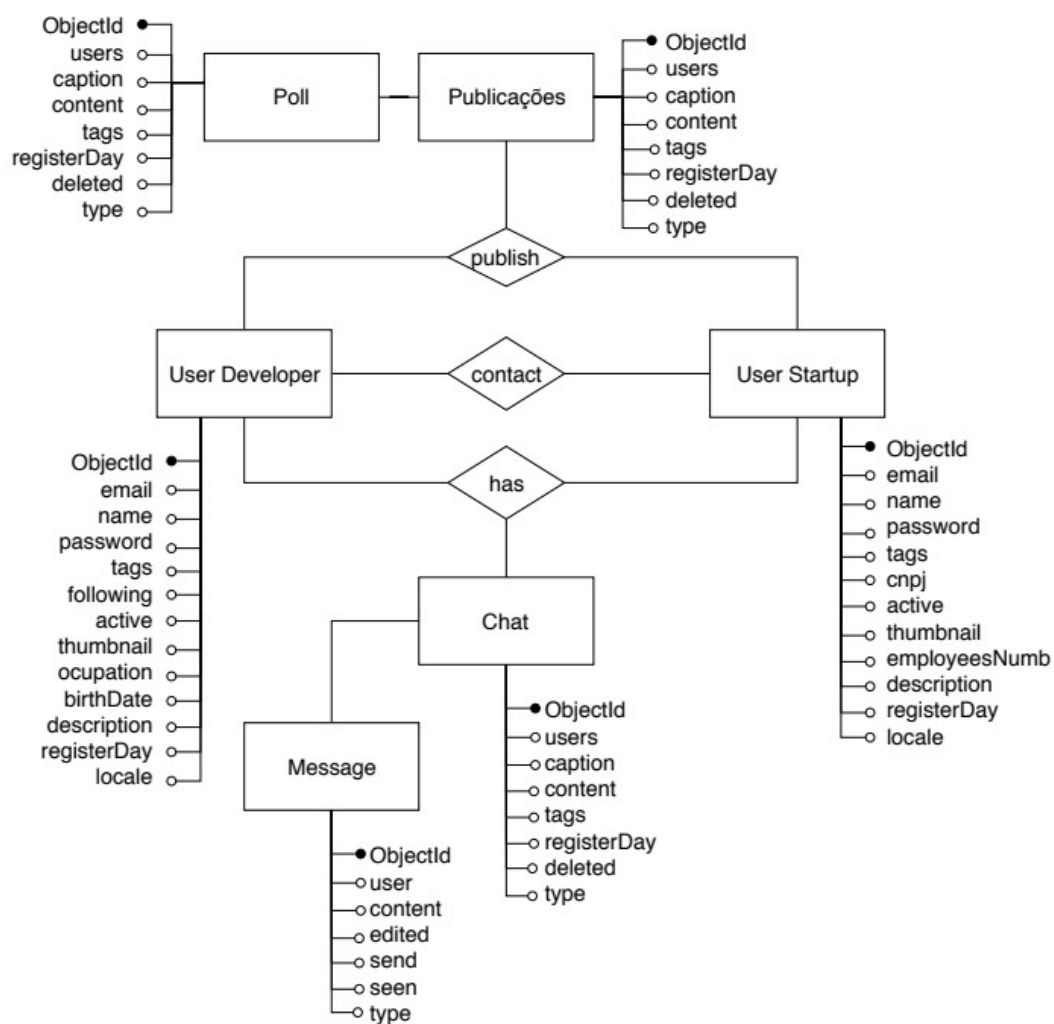 ObjectId
users
caption
content
tags
registerDay
deleted
type
Poll
Publicações
ObjectId
users
caption
content
tags
registerDay
deleted
type
publish
User Developer
contact
User Startup
has
ObjectId
email
name
password
tags
following
active
thumbnail
ocupation
birthDate
description
registerDay
locale
ObjectId
email
name
password
tags
cnpj
active
thumbnail
employeesNumb
description
registerDay
locale
Chat
ObjectId
users
caption
content
tags
registerDay
deleted
type
Message
ObjectId
user
content
edited
send
seen
type